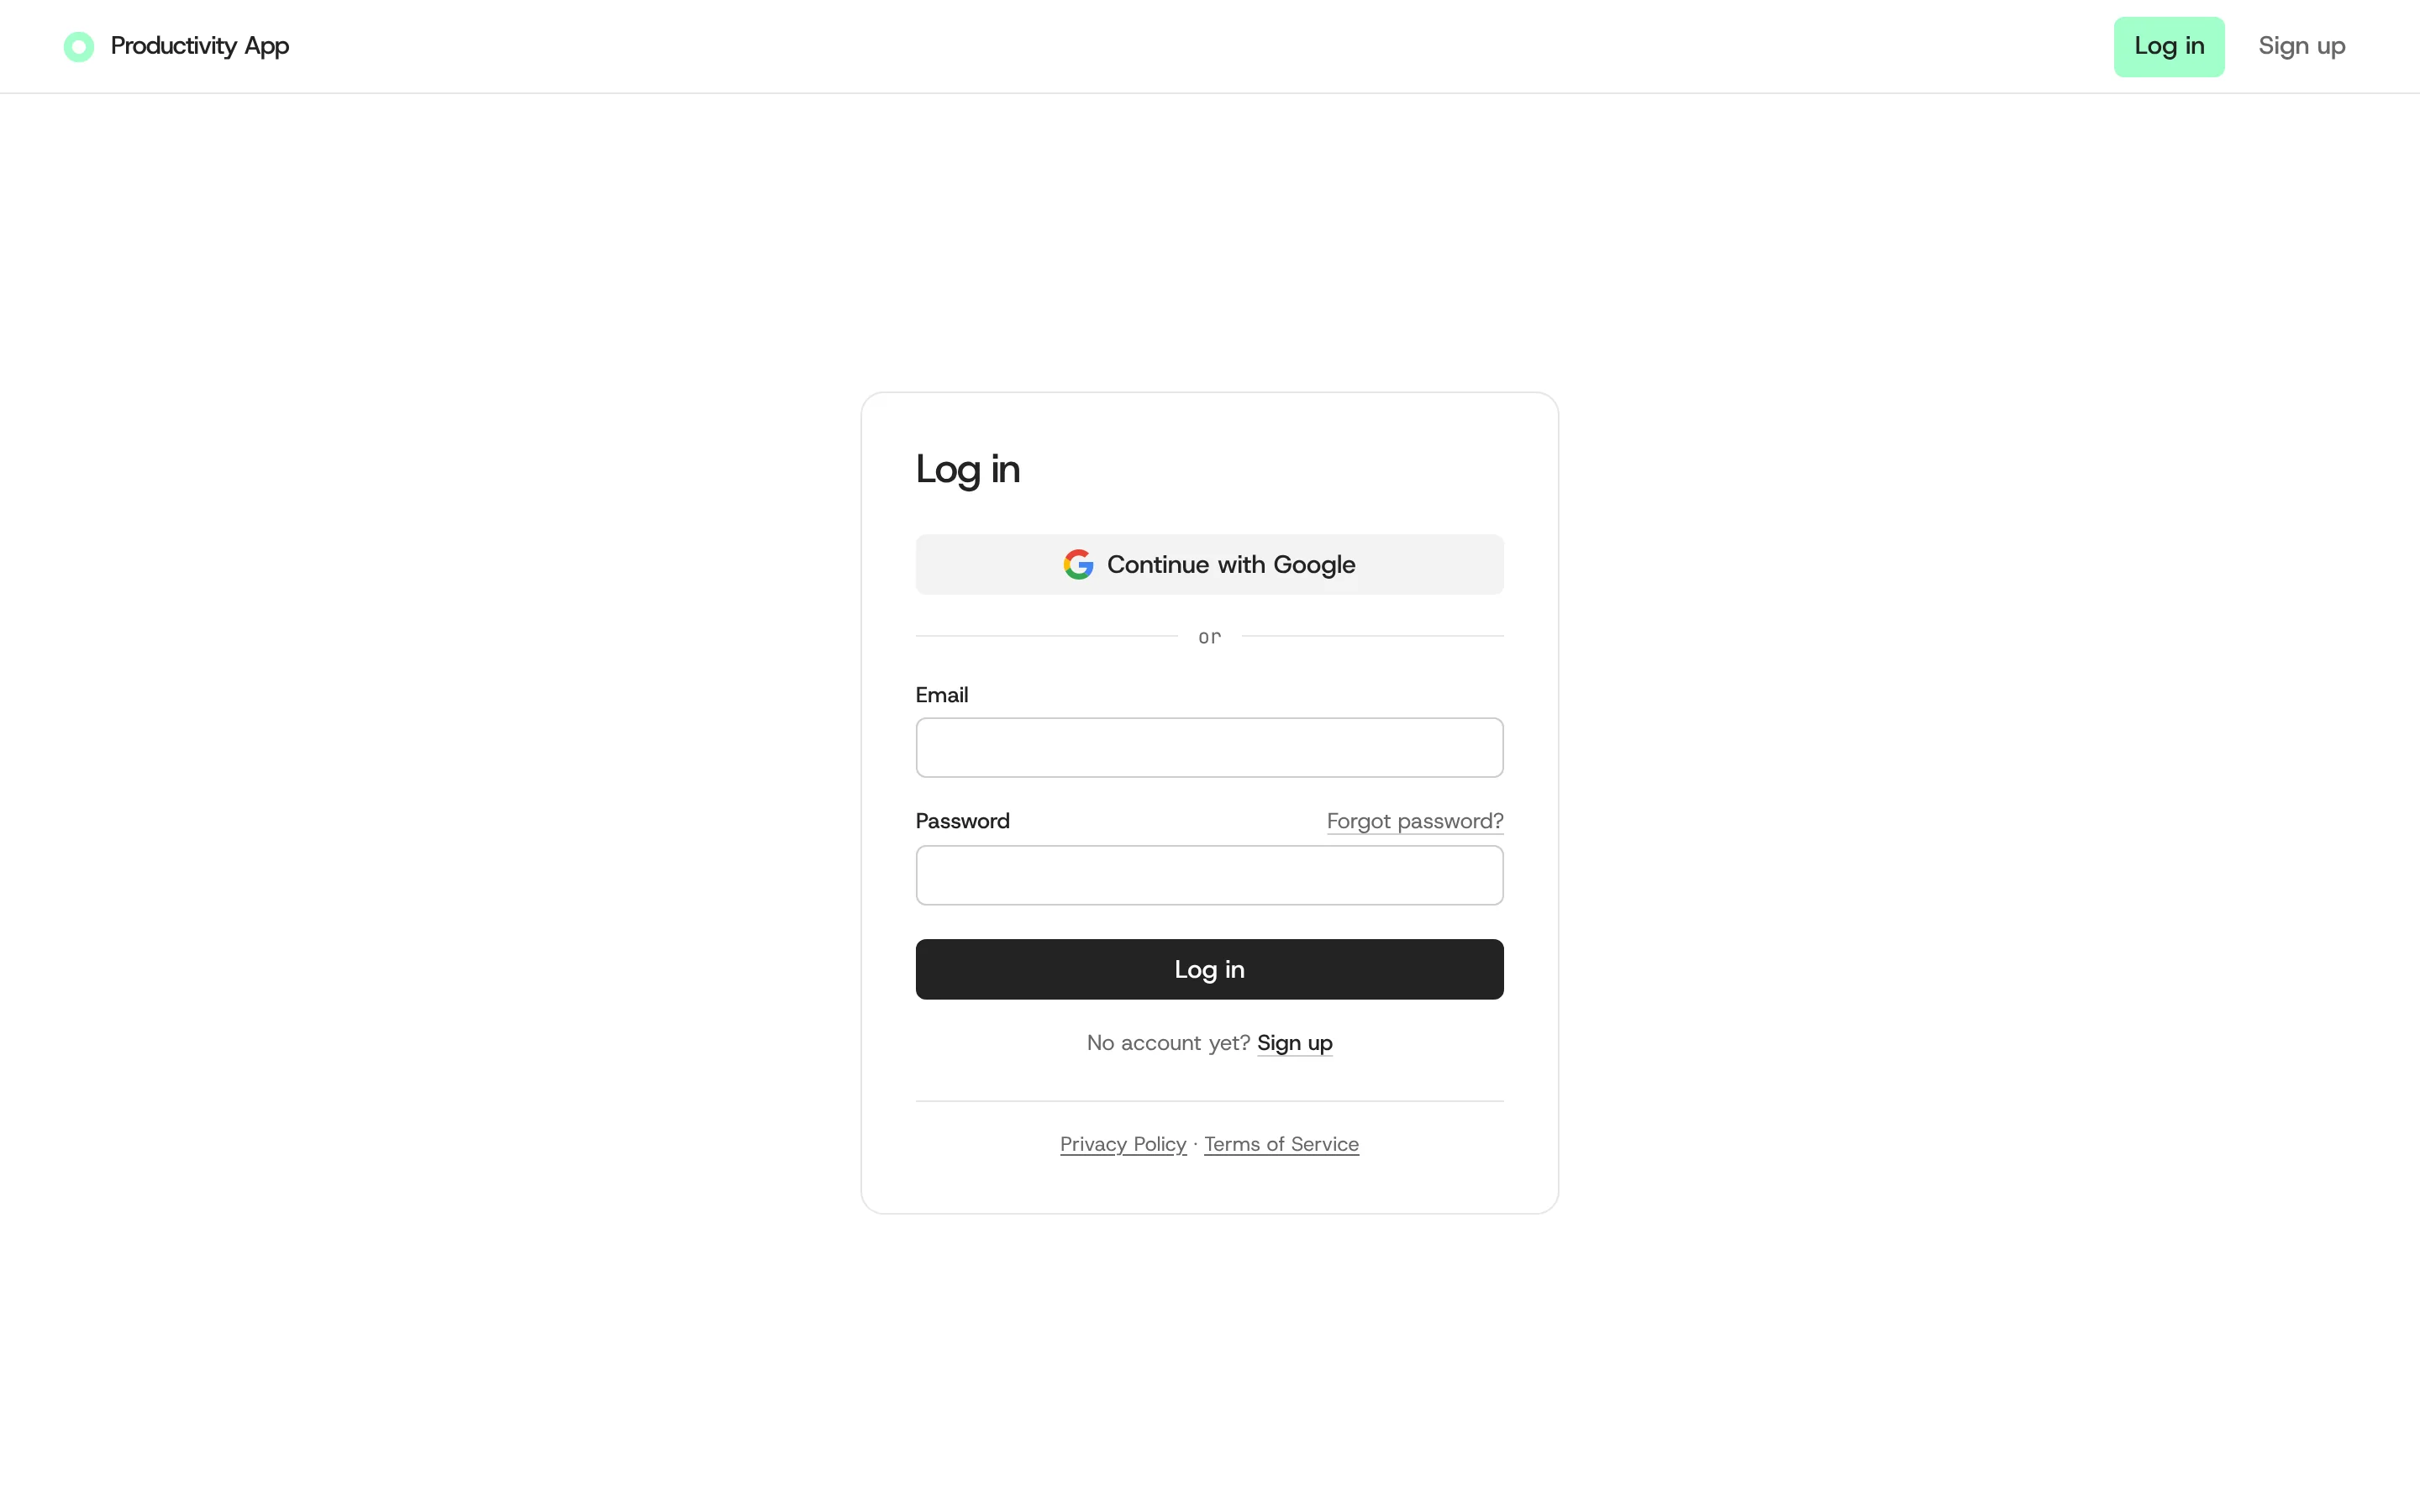 Productivity App
Log in
Sign up
Log in
Continue with Google
or
Email
Password
Forgot password?
Log in
No account yet? Sign up
Privacy Policy · Terms of Service